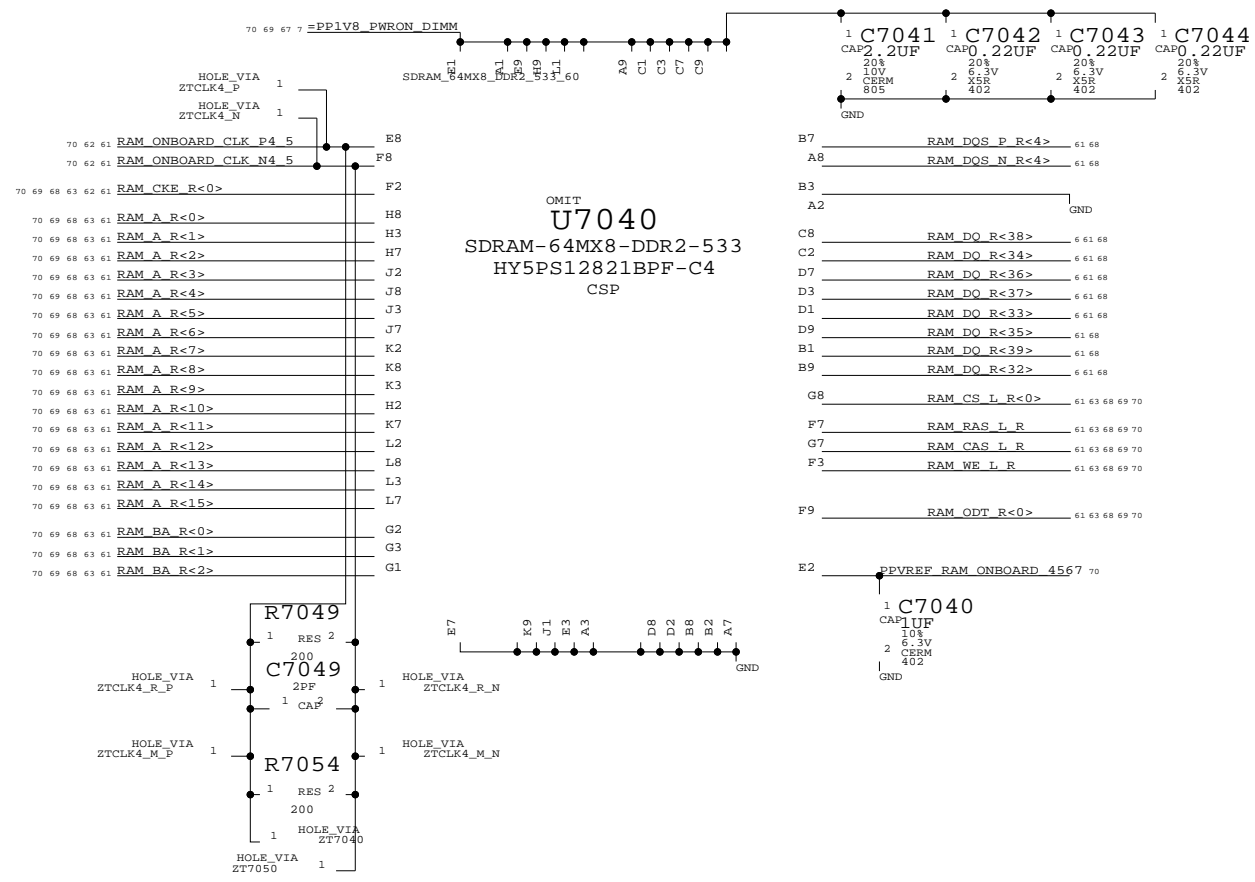 70 69 67 7 =PP1V8_PWRON_DIMM
E1 A1 E9 H9 L1 A9 C1 C3 C7 C9
SDRAM_64MX8_DDR2_533_60
1 C7041
CAP 2.2UF
20%
10V
2 CERM
805
1 C7042
CAP 0.22UF
20%
6.3V
2 X5R
402
1 C7043
CAP 0.22UF
20%
6.3V
2 X5R
402
1 C7044
CAP 0.22UF
20%
6.3V
2 X5R
402
GND
HOLE_VIA
ZTCLK4_P 1
HOLE_VIA
ZTCLK4_N 1
70 62 61 RAM_ONBOARD_CLK_P4_5 E8
70 62 61 RAM_ONBOARD_CLK_N4_5 F8
70 69 68 63 62 61 RAM_CKE_R<0> F2
70 69 68 63 61 RAM_A_R<0> H8
70 69 68 63 61 RAM_A_R<1> H3
70 69 68 63 61 RAM_A_R<2> H7
70 69 68 63 61 RAM_A_R<3> J2
70 69 68 63 61 RAM_A_R<4> J8
70 69 68 63 61 RAM_A_R<5> J3
70 69 68 63 61 RAM_A_R<6> J7
70 69 68 63 61 RAM_A_R<7> K2
70 69 68 63 61 RAM_A_R<8> K8
70 69 68 63 61 RAM_A_R<9> K3
70 69 68 63 61 RAM_A_R<10> H2
70 69 68 63 61 RAM_A_R<11> K7
70 69 68 63 61 RAM_A_R<12> L2
70 69 68 63 61 RAM_A_R<13> L8
70 69 68 63 61 RAM_A_R<14> L3
70 69 68 63 61 RAM_A_R<15> L7
70 69 68 63 61 RAM_BA_R<0> G2
70 69 68 63 61 RAM_BA_R<1> G3
70 69 68 63 61 RAM_BA_R<2> G1
OMIT
U7040
SDRAM-64MX8-DDR2-533
HY5PS12821BPF-C4
CSP
B7 RAM_DQS_P_R<4> 61 68
A8 RAM_DQS_N_R<4> 61 68
B3
A2 GND
C8 RAM_DQ_R<38> 6 61 68
C2 RAM_DQ_R<34> 6 61 68
D7 RAM_DQ_R<36> 6 61 68
D3 RAM_DQ_R<37> 6 61 68
D1 RAM_DQ_R<33> 6 61 68
D9 RAM_DQ_R<35> 61 68
B1 RAM_DQ_R<39> 61 68
B9 RAM_DQ_R<32> 6 61 68
G8 RAM_CS_L_R<0> 61 63 68 69 70
F7 RAM_RAS_L_R 61 63 68 69 70
G7 RAM_CAS_L_R 61 63 68 69 70
F3 RAM_WE_L_R 61 63 68 69 70
F9 RAM_ODT_R<0> 61 63 68 69 70
E2 PPVREF_RAM_ONBOARD_4567 70
1 C7040
CAP 1UF
10%
6.3V
2 CERM
402
GND
E7 K9 J1 E3 A3 D8 D2 B8 B2 A7
GND
R7049
1 RES 2
200
C7049
2PF
1 CAP 2
HOLE_VIA
ZTCLK4_R_P 1
1 HOLE_VIA
ZTCLK4_R_N
HOLE_VIA
ZTCLK4_M_P 1
1 HOLE_VIA
ZTCLK4_M_N
R7054
1 RES 2
200
1 HOLE_VIA
ZT7040
HOLE_VIA
ZT7050 1